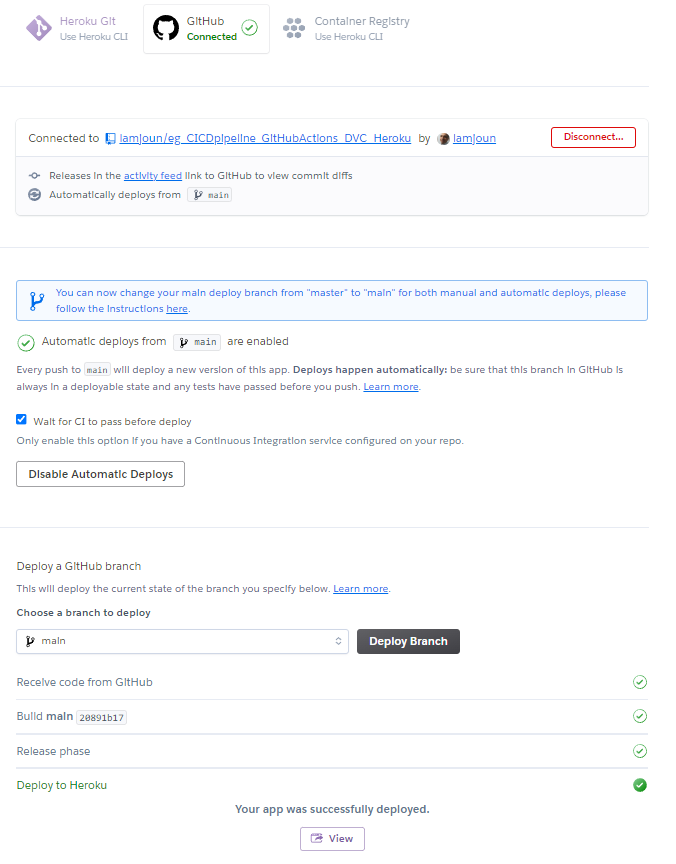 Heroku Git
Use Heroku CLI
GitHub
Connected
Container Registry
Use Heroku CLI
Connected to iamjoun/eg_CICDpipeline_GitHubActions_DVC_Heroku by iamjoun
Disconnect...
Releases in the activity feed link to GitHub to view commit diffs
Automatically deploys from main
You can now change your main deploy branch from "master" to "main" for both manual and automatic deploys, please
follow the instructions here.
Automatic deploys from main are enabled
Every push to main will deploy a new version of this app. Deploys happen automatically: be sure that this branch in GitHub is
always in a deployable state and any tests have passed before you push. Learn more.
Wait for CI to pass before deploy
Only enable this option if you have a Continuous Integration service configured on your repo.
Disable Automatic Deploys
Deploy a GitHub branch
This will deploy the current state of the branch you specify below. Learn more.
Choose a branch to deploy
main
Deploy Branch
Receive code from GitHub
Build main 20891b17
Release phase
Deploy to Heroku
Your app was successfully deployed.
View